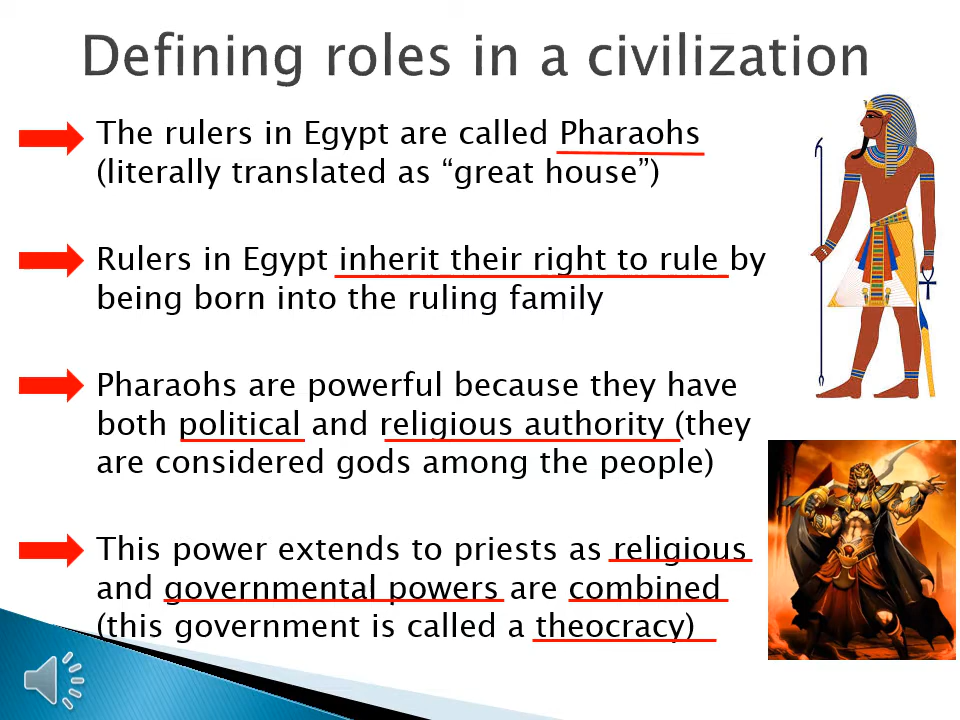 Defining roles in a civilization
The rulers in Egypt are called Pharaohs
(literally translated as “great house”)
Rulers in Egypt inherit their right to rule by
being born into the ruling family
Pharaohs are powerful because they have
both political and religious authority (they
are considered gods among the people)
This power extends to priests as religious
and governmental powers are combined
(this government is called a theocracy)